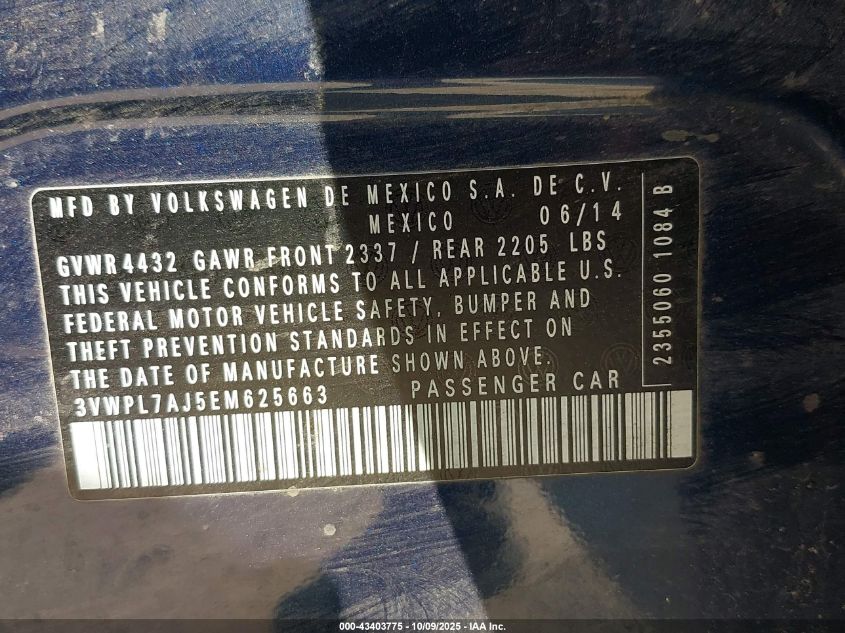 MFD BY VOLKSWAGEN DE MEXICO S.A. DE C.V.
MEXICO 06/14
GVWR 4432 GAWR FRONT 2337 / REAR 2205 LBS
THIS VEHICLE CONFORMS TO ALL APPLICABLE U.S.
FEDERAL MOTOR VEHICLE SAFETY, BUMPER AND
THEFT PREVENTION STANDARDS IN EFFECT ON
THE DATE OF MANUFACTURE SHOWN ABOVE.
3VWPL7AJ5EM625663 PASSENGER CAR
2355060 1084 B
000-43403775 - 10/09/2025 - IAA Inc.